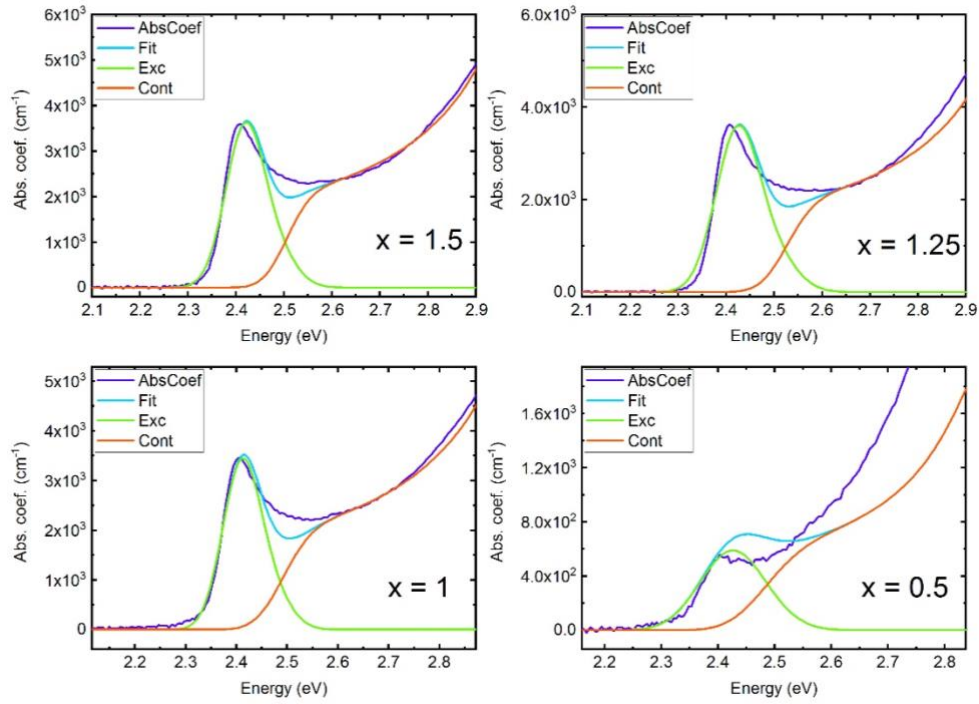 6x10³
5x10³
4x10³
3x10³
2x10³
1x10³
0
Abs. coef. (cm⁻¹)
AbsCoef
Fit
Exc
Cont
x = 1.5
2.1 2.2 2.3 2.4 2.5 2.6 2.7 2.8 2.9
Energy (eV)
6.0x10³
4.0x10³
2.0x10³
0.0
Abs. coef. (cm⁻¹)
AbsCoef
Fit
Exc
Cont
x = 1.25
2.1 2.2 2.3 2.4 2.5 2.6 2.7 2.8 2.9
Energy (eV)
5x10³
4x10³
3x10³
2x10³
1x10³
0
Abs. coef. (cm⁻¹)
AbsCoef
Fit
Exc
Cont
x = 1
2.2 2.3 2.4 2.5 2.6 2.7 2.8
Energy (eV)
1.6x10³
1.2x10³
8.0x10²
4.0x10²
0.0
Abs. coef. (cm⁻¹)
AbsCoef
Fit
Exc
Cont
x = 0.5
2.2 2.3 2.4 2.5 2.6 2.7 2.8
Energy (eV)